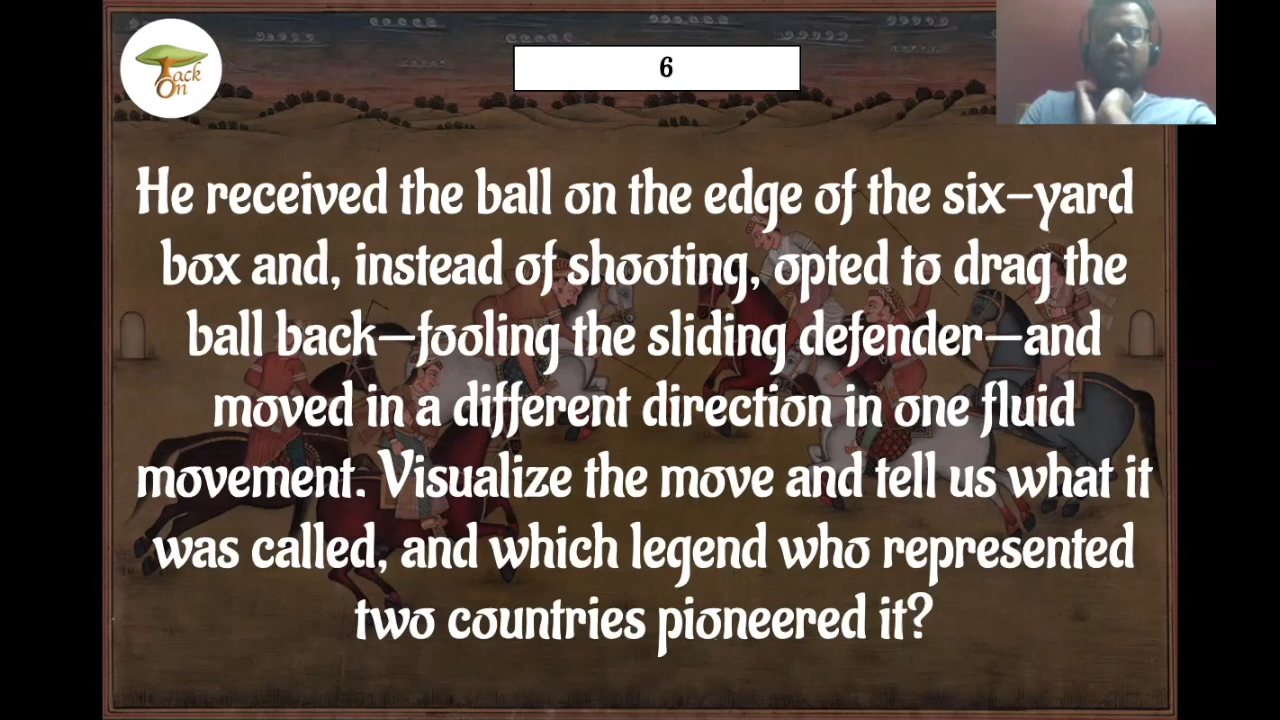 Tack
On
6
He received the ball on the edge of the six-yard
box and, instead of shooting, opted to drag the
ball back—fooling the sliding defender—and
moved in a different direction in one fluid
movement. Visualize the move and tell us what it
was called, and which legend who represented
two countries pioneered it?